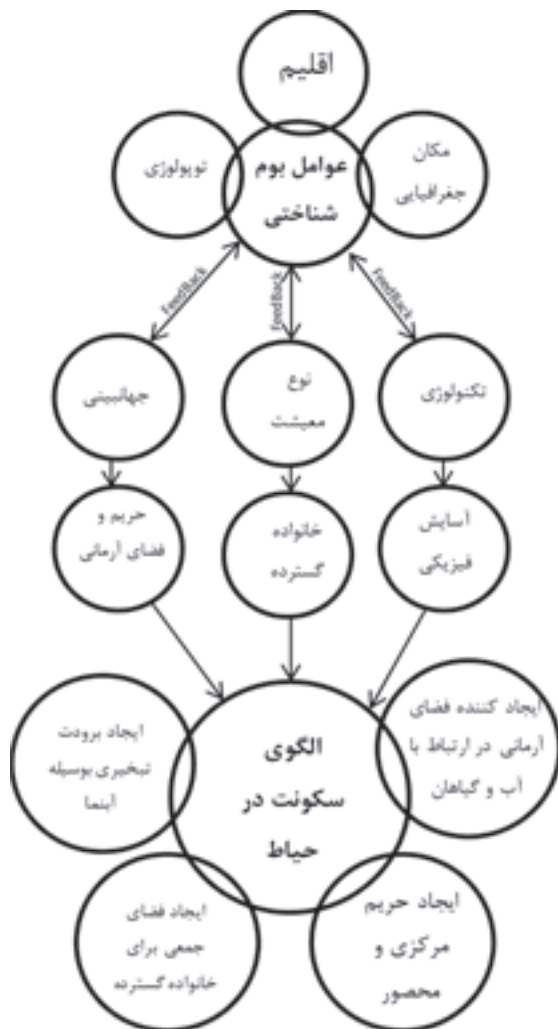 اقلیم
مکان
جغرافیایی
عوامل بوم
شناختی
توپولوژی
FeedBack
FeedBack
FeedBack
تکنولوژی
نوع
معیشت
جهانبینی
آسایش
فیزیکی
خانواده
گسترده
حریم و
فضای آرمانی
ایجاد کننده فضای
آرمانی در ارتباط با
آب و گیاهان
الگوی
سکونت در
حیاط
ایجاد برودت
تبخیری بوسیله
آبنما
ایجاد حریم
مرکزی و
محصور
ایجاد فضای
جمعی برای
خانواده گسترده